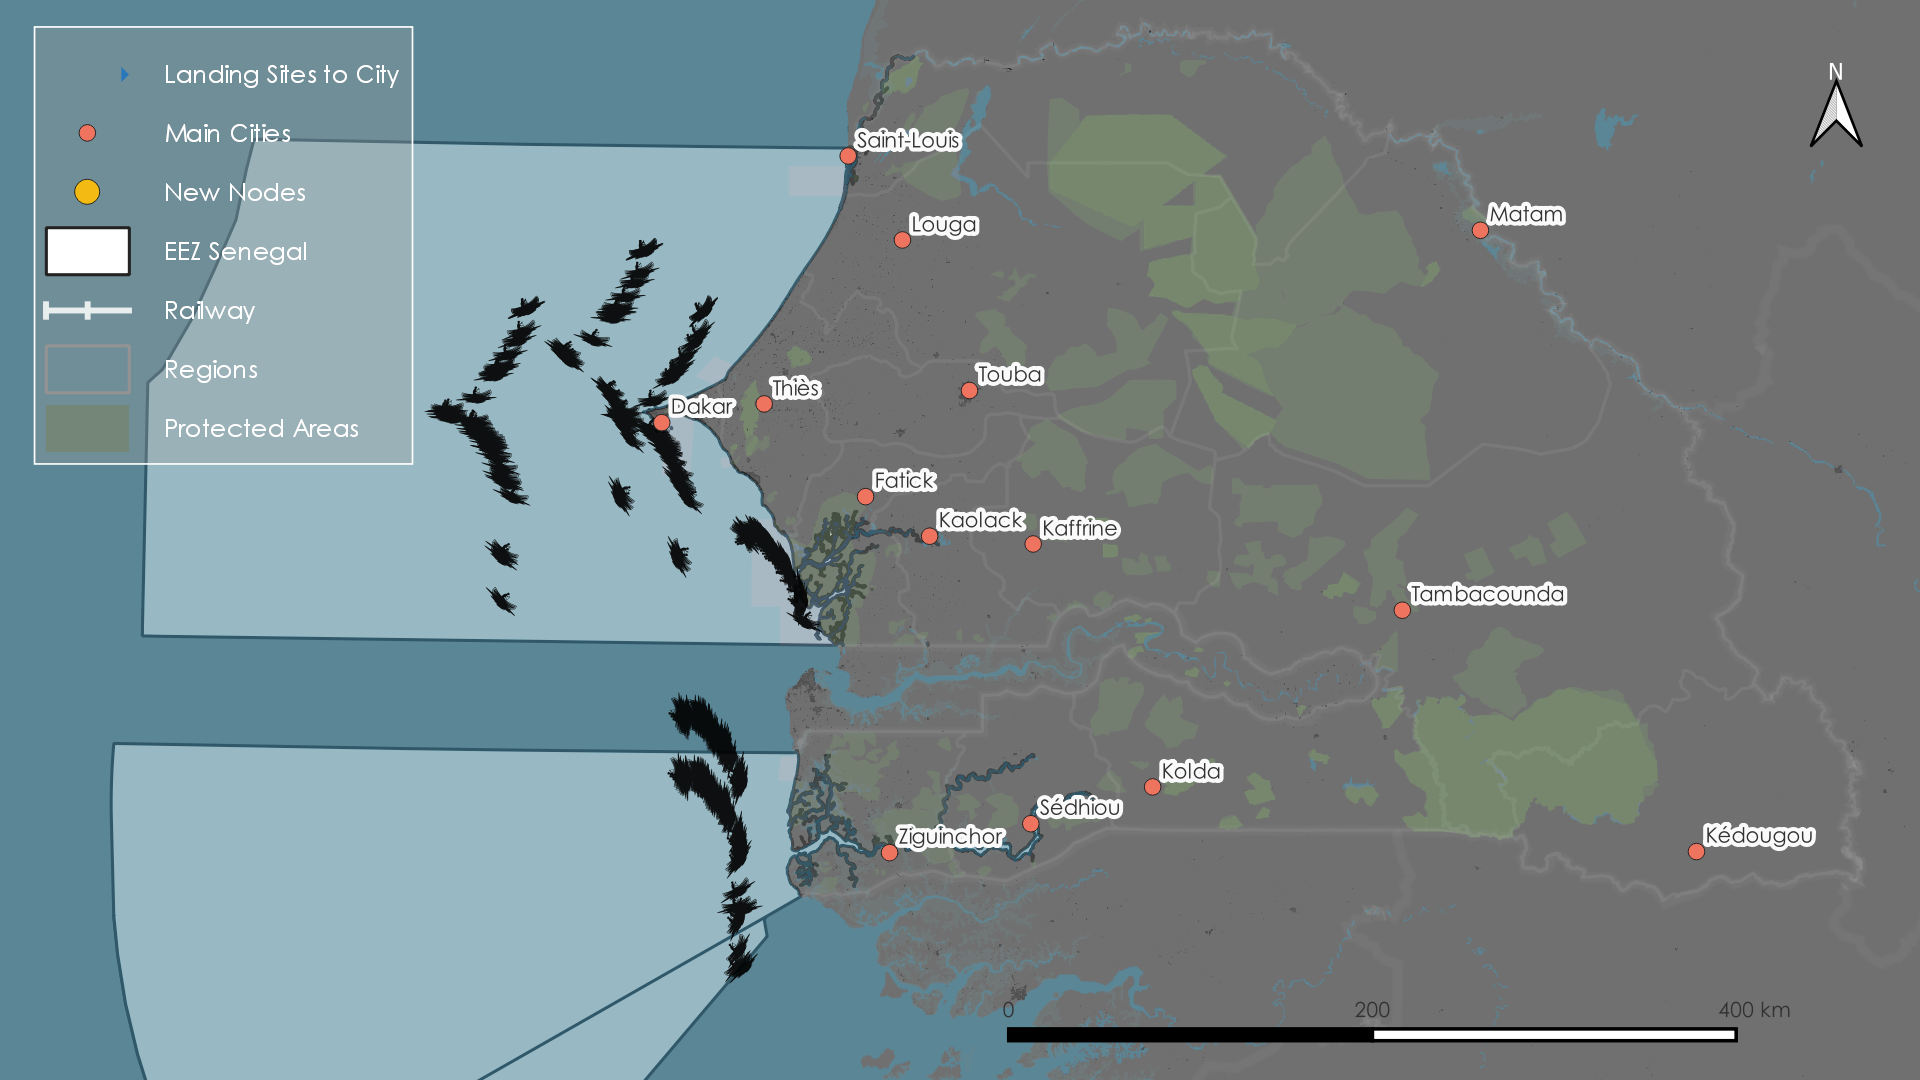 Landing Sites to City
Main Cities
New Nodes
EEZ Senegal
Railway
Regions
Protected Areas
N
Saint-Louis
Louga
Matam
Touba
Thiès
Dakar
Fatick
Kaolack
Kaffrine
Tambacounda
Kolda
Sédhiou
Ziguinchor
Kédougou
0 200 400 km